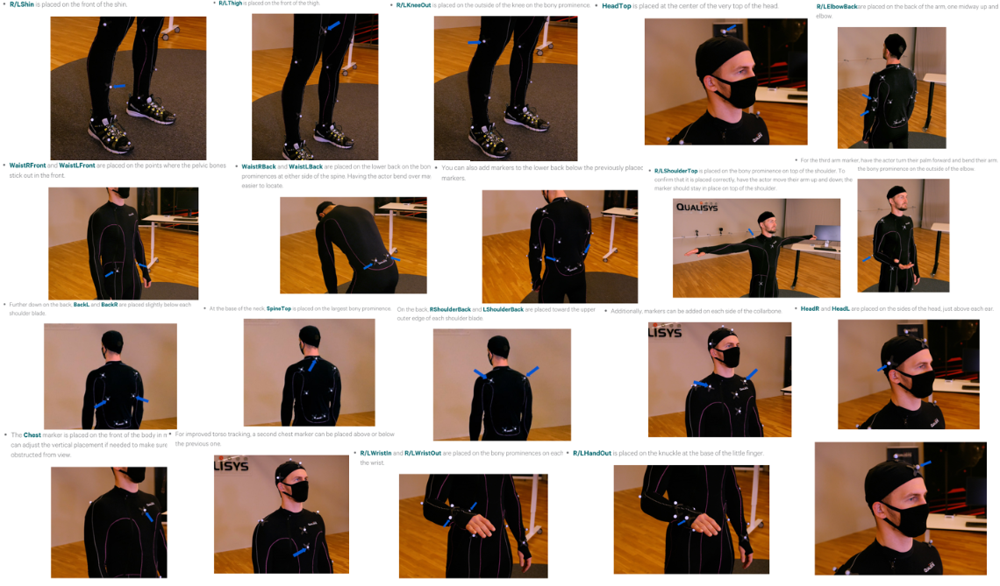 • R/LShin is placed on the front of the shin.
• R/LThigh is placed on the front of the thigh.
• R/LKneeOut is placed on the outside of the knee on the bony prominence.
• HeadTop is placed at the center of the very top of the head.
R/LElbowBackare placed on the back of the arm, one midway up and
elbow.
• WaistRFront and WaistLFront are placed on the points where the pelvic bones
stick out in the front.
• WaistRBack and WaistLBack are placed on the lower back on the bon
prominences at either side of the spine. Having the actor bend over ma
easier to locate.
• You can also add markers to the lower back below the previously placed
markers.
• R/LShoulderTop is placed on the bony prominence on top of the shoulder. To
confirm that it is placed correctly, have the actor move their arm up and down; the
marker should stay in place on top of the shoulder.
QUALISYS
• For the third arm marker, have the actor turn their palm forward and bend their arm.
the bony prominence on the outside of the elbow.
• Further down on the back, BackL and BackR are placed slightly below each
shoulder blade.
• At the base of the neck, SpineTop is placed on the largest bony prominence.
On the back, RShoulderBack and LShoulderBack are placed toward the upper
outer edge of each shoulder blade.
• Additionally, markers can be added on each side of the collarbone.
LISYS
• HeadR and HeadL are placed on the sides of the head, just above each ear.
• The Chest marker is placed on the front of the body in m
can adjust the vertical placement if needed to make sure
obstructed from view.
• For improved torso tracking, a second chest marker can be placed above or below
the previous one.
LISYS
• R/LWristIn and R/LWristOut are placed on the bony prominences on each
the wrist.
• R/LHandOut is placed on the knuckle at the base of the little finger.